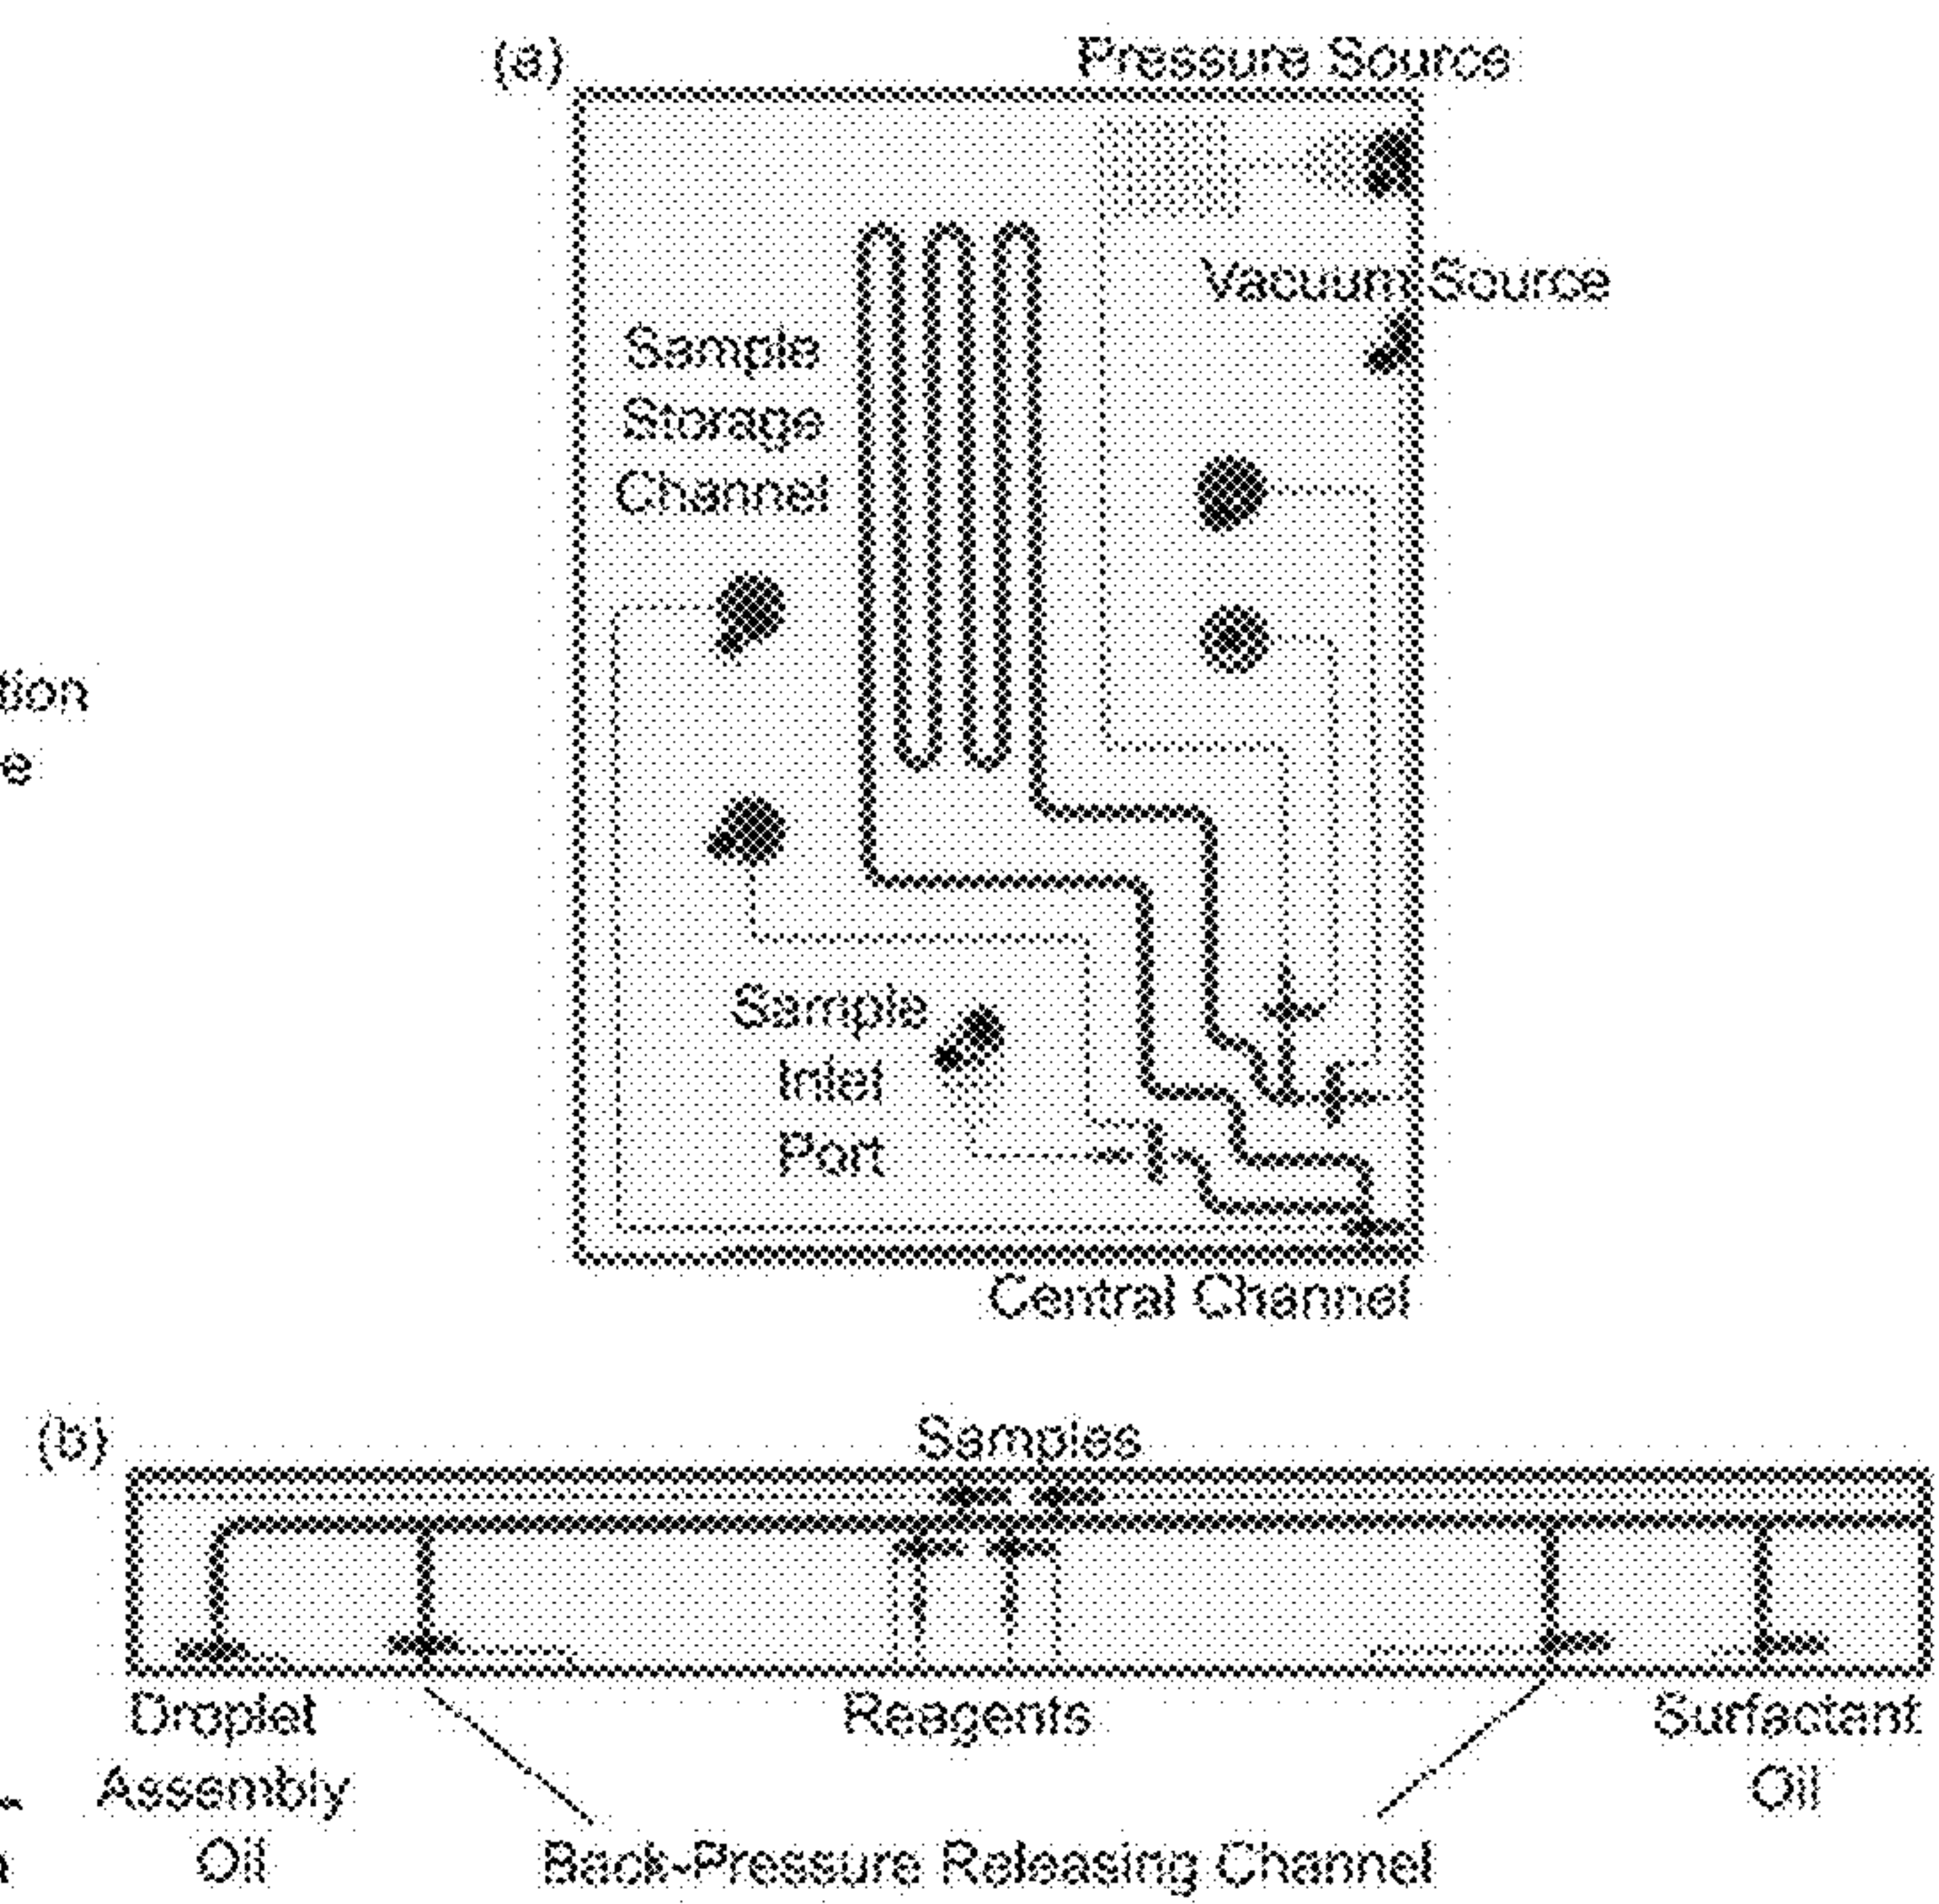 (a)
Pressure Source
Vacuum Source
Sample
Storage
Channel
tion
e
Sample
Inlet
Port
Central Channel
(b)
Samples
Droplet
Assembly
Oil
Reagents
Surfactant
Oil
Back-Pressure Releasing Channel